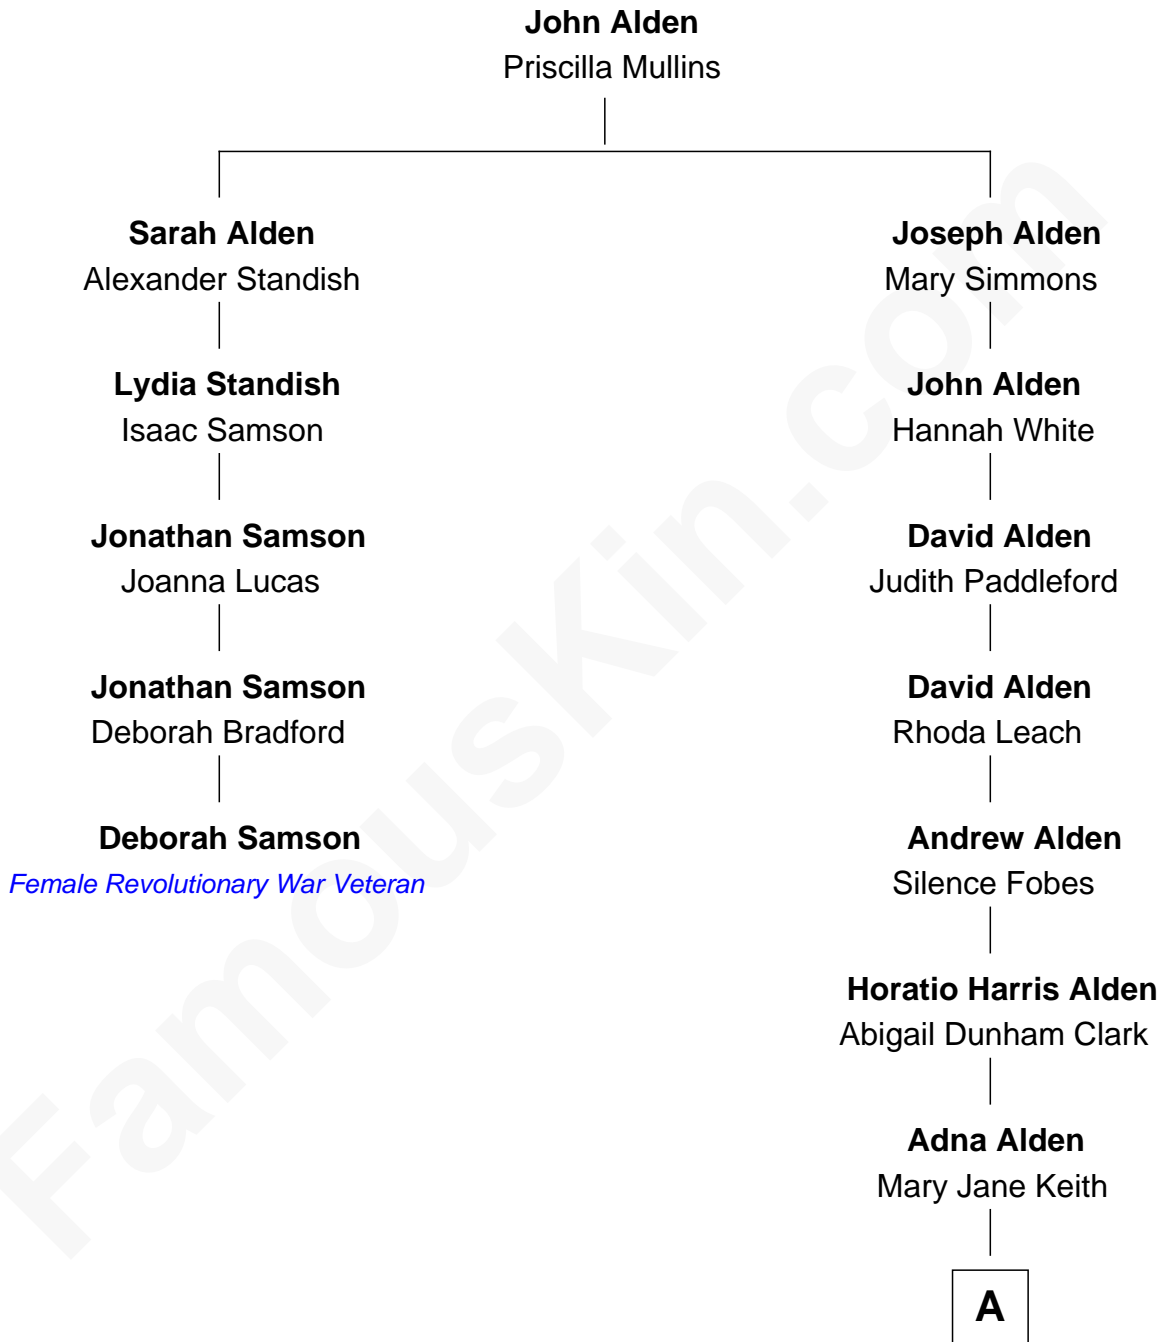 John Alden
Priscilla Mullins
Sarah Alden
Alexander Standish
Joseph Alden
Mary Simmons
Lydia Standish
Isaac Samson
John Alden
Hannah White
Jonathan Samson
Joanna Lucas
David Alden
Judith Paddleford
Jonathan Samson
Deborah Bradford
David Alden
Rhoda Leach
Deborah Samson
Female Revolutionary War Veteran
Andrew Alden
Silence Fobes
Horatio Harris Alden
Abigail Dunham Clark
Adna Alden
Mary Jane Keith
A
FamousKin.com